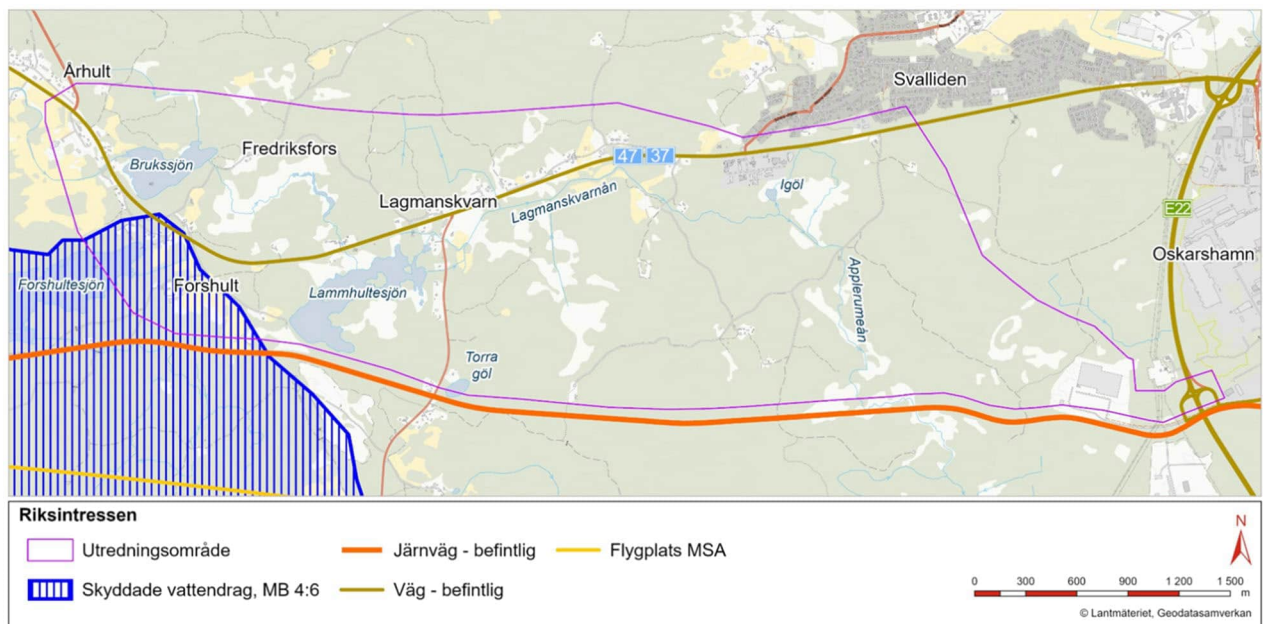 Århult
Svalliden
Fredriksfors
Brukssjön
47 37
Igöl
Lagmanskvarn
Lagmanskvarnån
E22
Oskarshamn
Forshultesjön
Forshult
Lammhultesjön
Applerumeån
Torra
göl
Riksintressen
Utredningsområde
Järnväg - befintlig
Flygplats MSA
Skyddade vattendrag, MB 4:6
Väg - befintlig
N
0 300 600 900 1 200 1 500
m
© Lantmäteriet, Geodatasamverkan